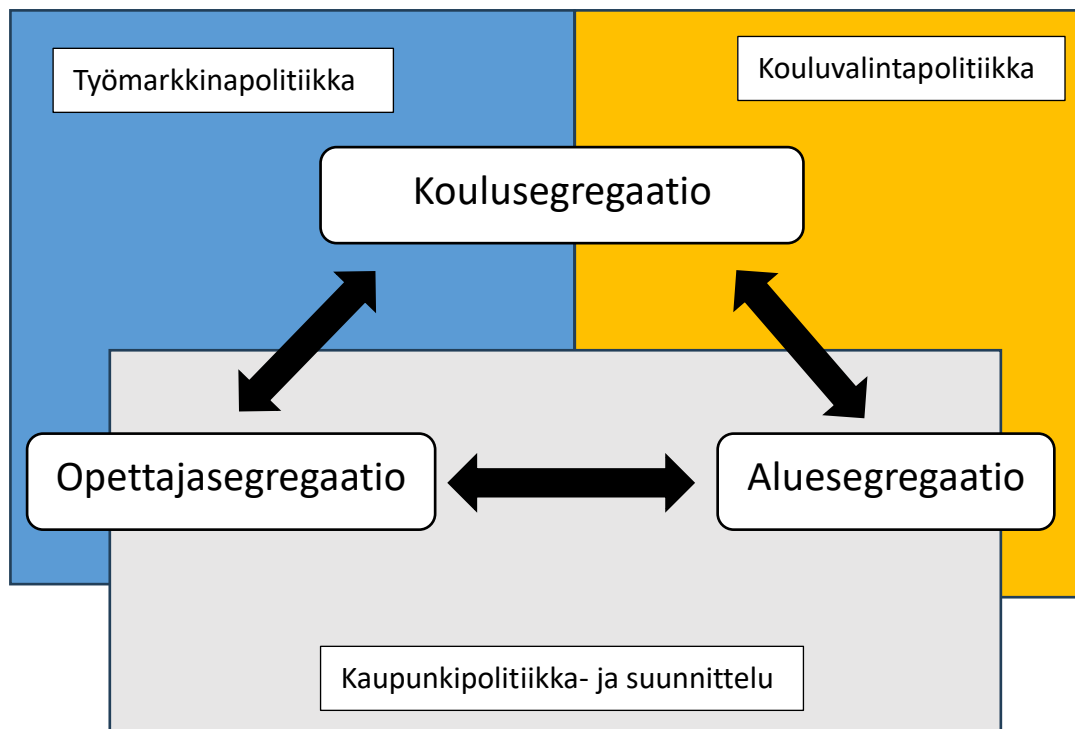 Työmarkkinapolitiikka
Kouluvalintapolitiikka
Koulusegregaatio
Opettajasegregaatio
Aluesegregaatio
Kaupunkipolitiikka- ja suunnittelu